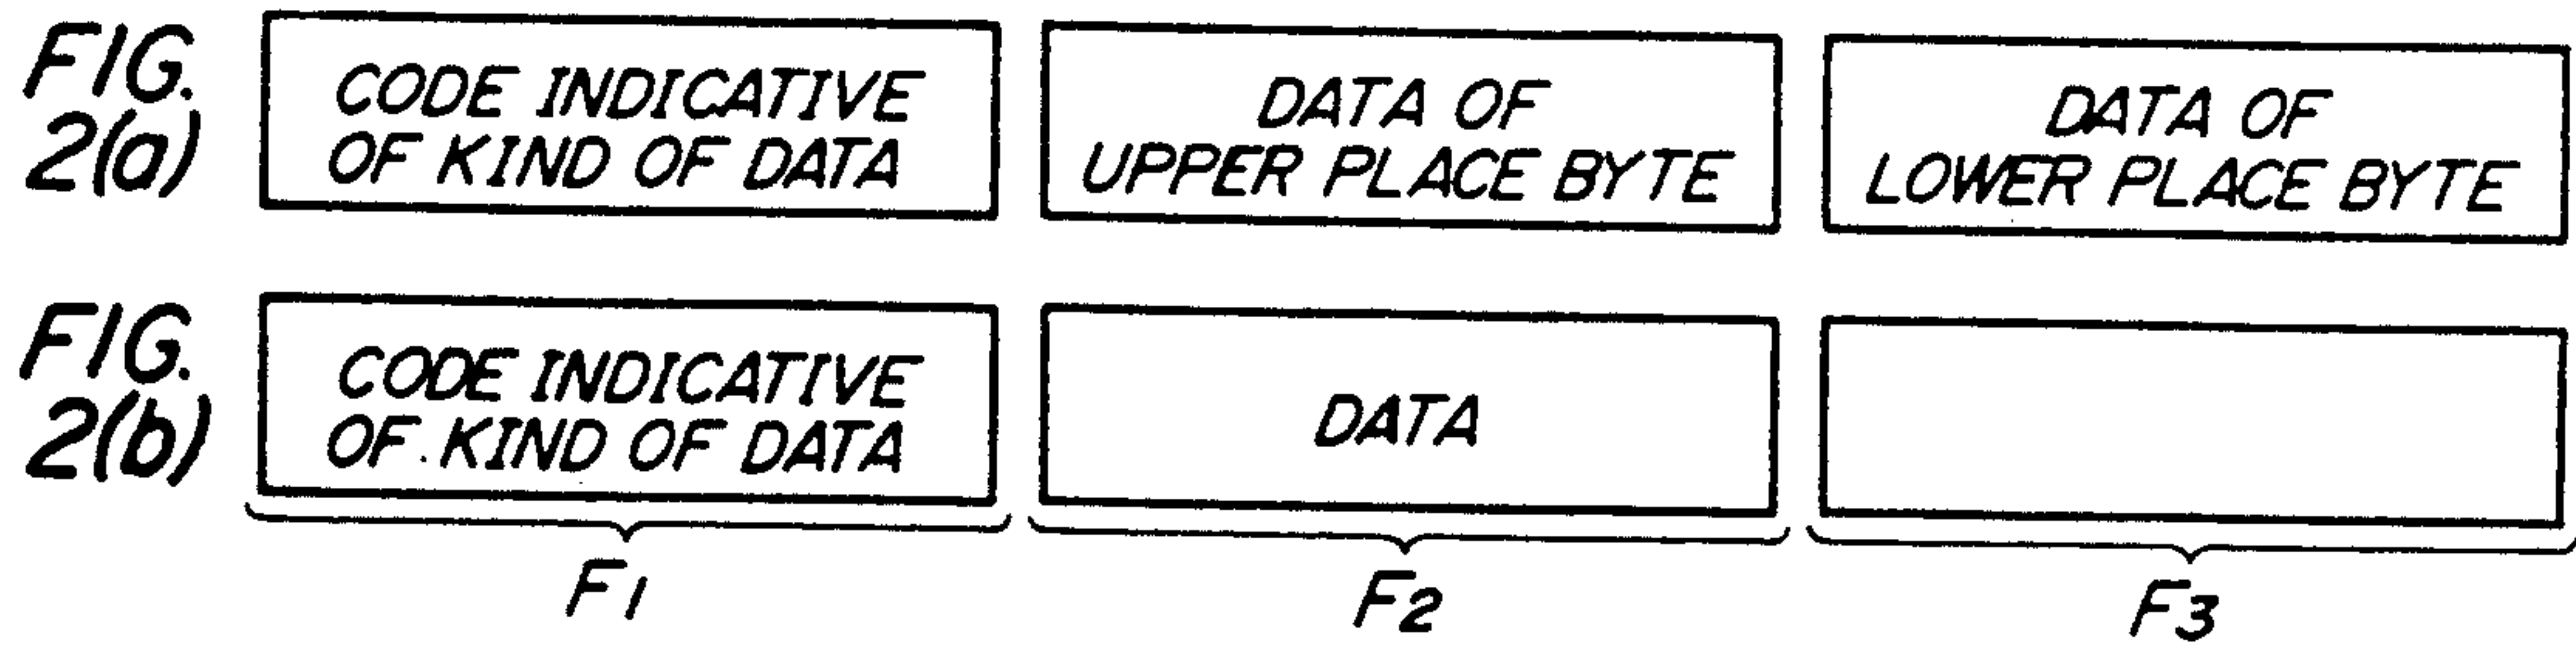 FIG.
2(a)
CODE INDICATIVE
OF KIND OF DATA
DATA OF
UPPER PLACE BYTE
DATA OF
LOWER PLACE BYTE
FIG.
2(b)
CODE INDICATIVE
OF KIND OF DATA
DATA
F1
F2
F3